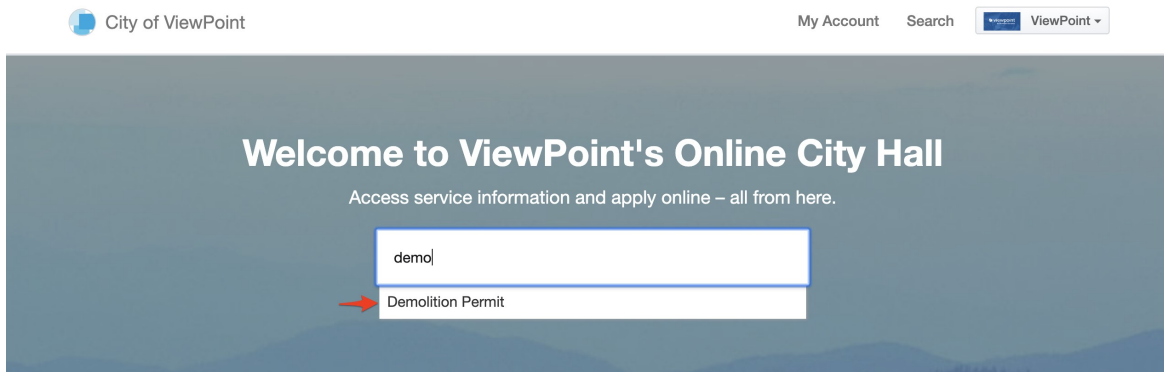 City of ViewPoint
My Account Search ViewPoint
Welcome to ViewPoint's Online City Hall
Access service information and apply online – all from here.
demo
Demolition Permit